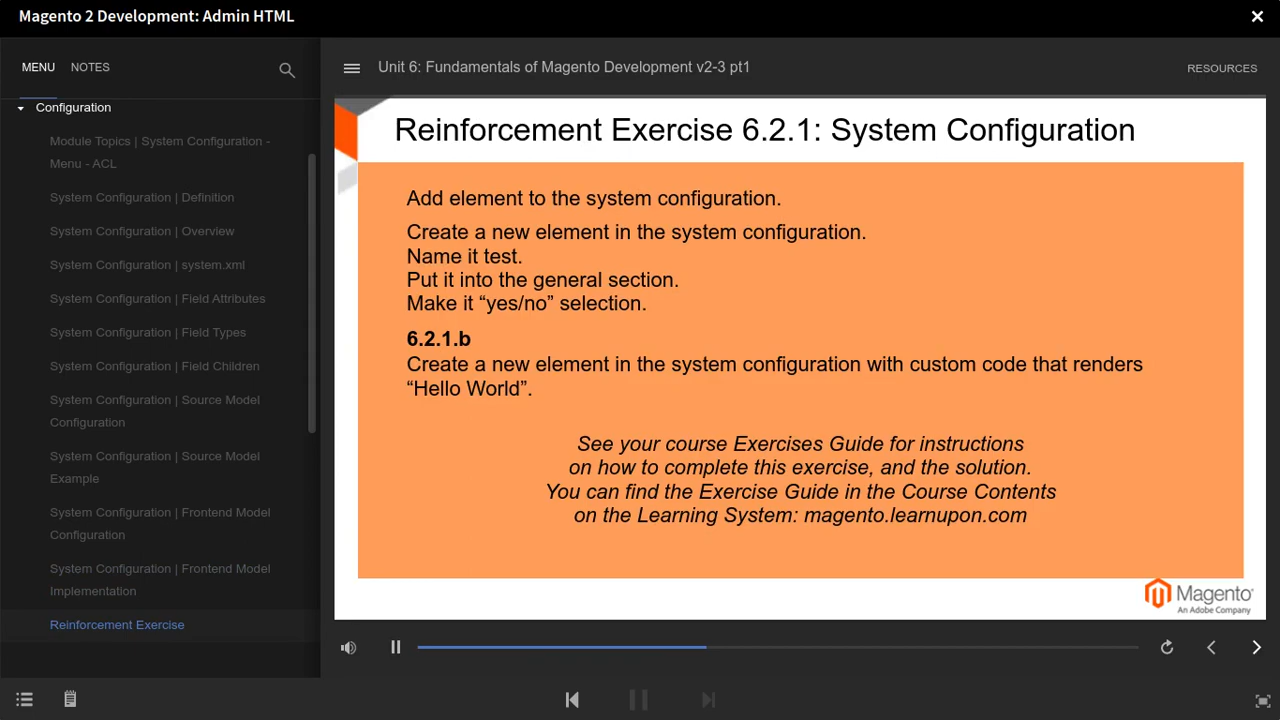 Magento 2 Development: Admin HTML
MENU NOTES
Configuration
Module Topics | System Configuration -
Menu - ACL
System Configuration | Definition
System Configuration | Overview
System Configuration | system.xml
System Configuration | Field Attributes
System Configuration | Field Types
System Configuration | Field Children
System Configuration | Source Model
Configuration
System Configuration | Source Model
Example
System Configuration | Frontend Model
Configuration
System Configuration | Frontend Model
Implementation
Reinforcement Exercise
Unit 6: Fundamentals of Magento Development v2-3 pt1
RESOURCES
Reinforcement Exercise 6.2.1: System Configuration
Add element to the system configuration.
Create a new element in the system configuration.
Name it test.
Put it into the general section.
Make it “yes/no” selection.
6.2.1.b
Create a new element in the system configuration with custom code that renders
“Hello World”.
See your course Exercises Guide for instructions
on how to complete this exercise, and the solution.
You can find the Exercise Guide in the Course Contents
on the Learning System: magento.learnupon.com
Magento
An Adobe Company